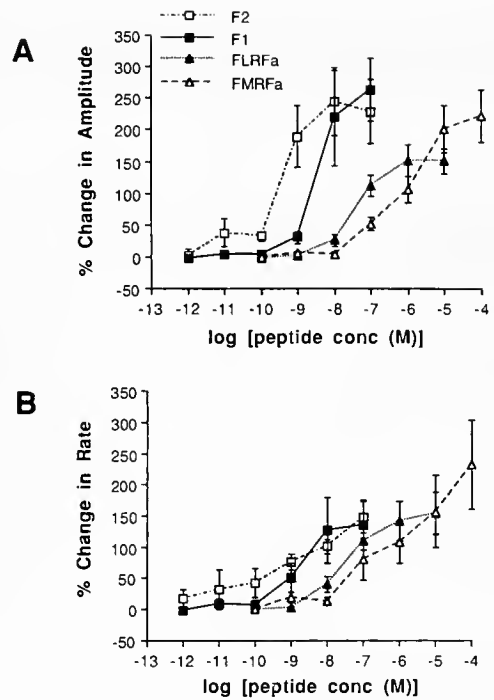 F2
F1
FLRFa
FMRFa
A
% Change in Amplitude
350
300
250
200
150
100
50
0
-50
-13 -12 -11 -10 -9 -8 -7 -6 -5 -4
log [peptide conc (M)]
B
% Change in Rate
350
300
250
200
150
100
50
0
-50
-13 -12 -11 -10 -9 -8 -7 -6 -5 -4
log [peptide conc (M)]